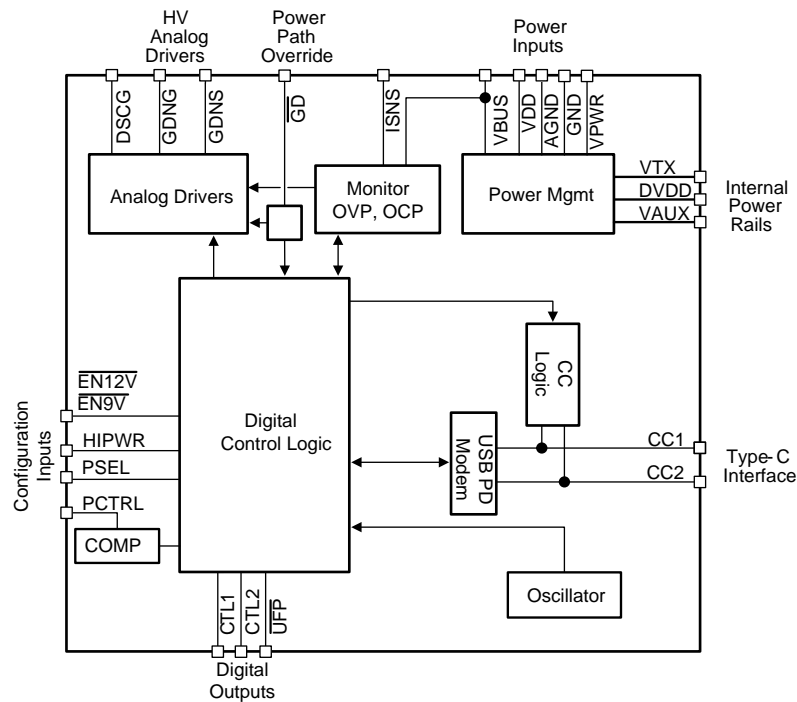 HV
Analog
Drivers
Power
Path
Override
Power
Inputs
DSCG
GDNG
GDNS
GD
ISNS
VBUS
VDD
AGND
GND
VPWR
Analog Drivers
Monitor
OVP, OCP
Power Mgmt
VTX
DVDD
VAUX
Internal
Power
Rails
CC
Logic
Configuration
Inputs
EN12V
EN9V
HIPWR
PSEL
PCTRL
COMP
Digital
Control Logic
USB PD
Modem
CC1
CC2
Type-C
Interface
Oscillator
CTL1
CTL2
UFP
Digital
Outputs